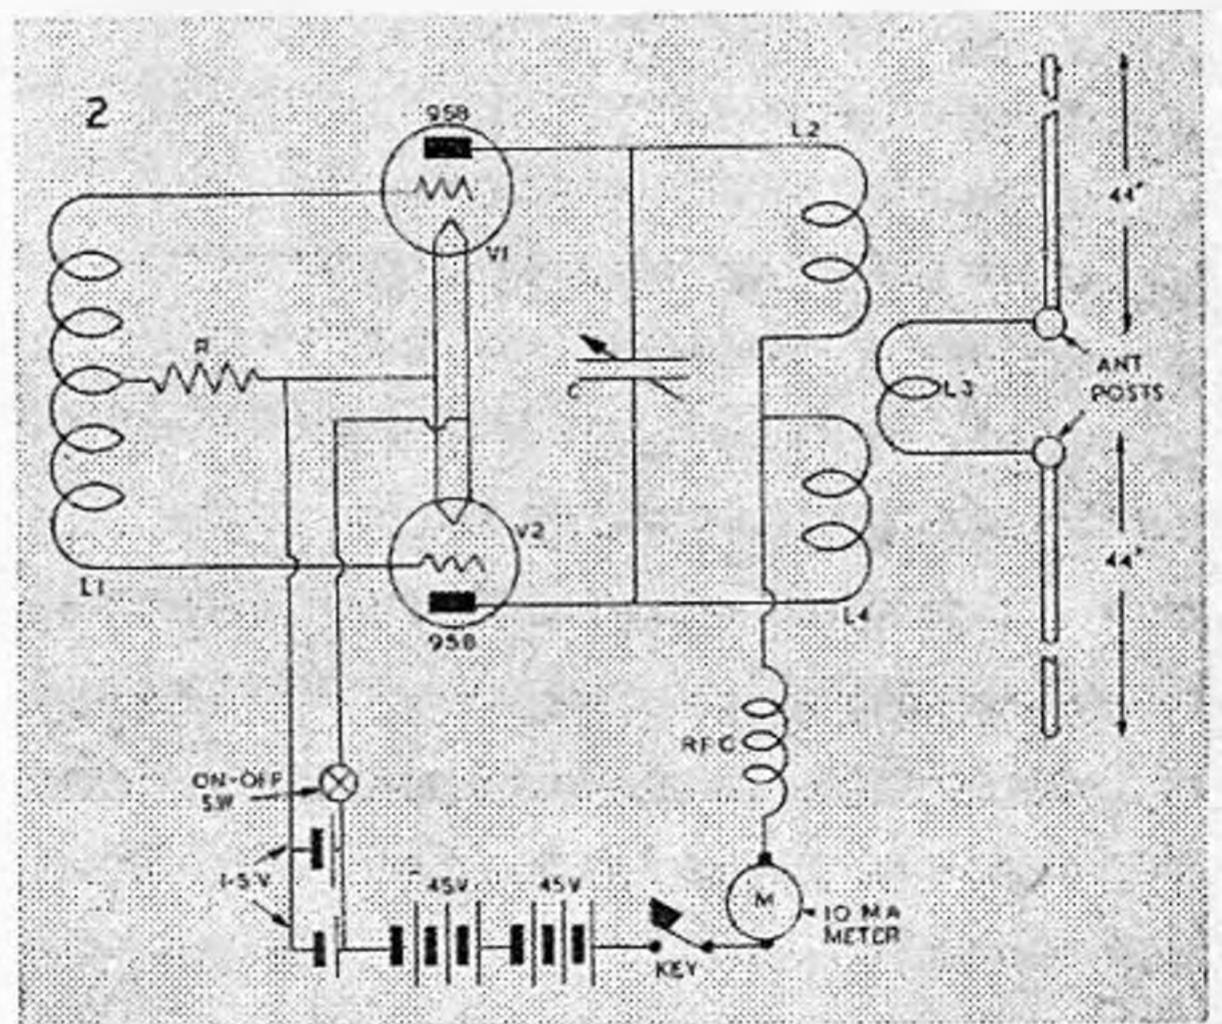 2
958
L2
V1
44"
R
C
L3
ANT
POSTS
V2
44"
L1
958
L4
RFC
ON-OFF
SW
1-5 V
45V
45V
M
10 MA
METER
KEY